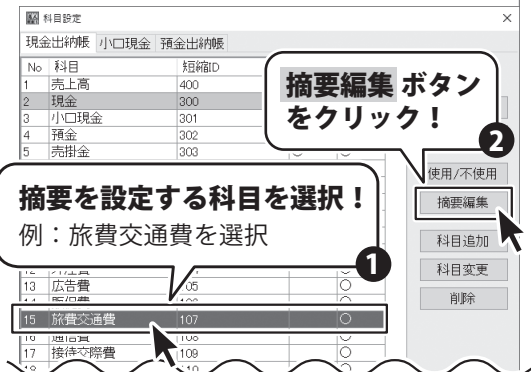 科目設定
×
現金出納帳 小口現金 預金出納帳
No 科目 短縮ID
1 売上高 400
2 現金 300
3 小口現金 301
4 預金 302
5 売掛金 303 ○ ○
摘要編集 ボタン
をクリック！
2
使用/不使用
摘要編集
科目追加
科目変更
削除
摘要を設定する科目を選択！
例：旅費交通費を選択
1
13 広告費 105 ○
15 旅費交通費 107 ○
16 通信費 108 ○
17 接待交際費 109 ○